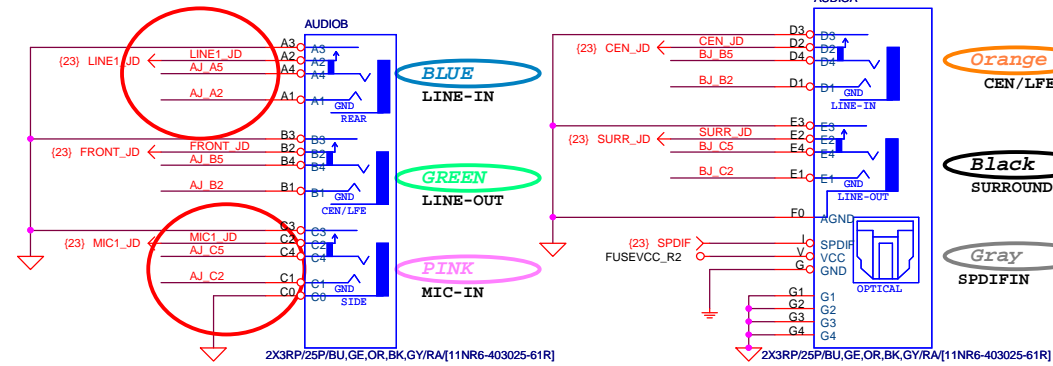 AUDIOB
{23} LINE1_JD
LINE1_JD
AJ_A5
AJ_A2
A3
A2
A4
A1
A3
A2
A4
A1
GND
REAR
BLUE
LINE-IN
{23} FRONT_JD
FRONT_JD
AJ_B5
AJ_B2
B3
B2
B4
B1
B3
B2
B4
B1
GND
CEN/LFE
GREEN
LINE-OUT
{23} MIC1_JD
MIC1_JD
AJ_C5
AJ_C2
C3
C2
C4
C1
C0
C3
C2
C4
C1
C0
GND
SIDE
PINK
MIC-IN
2X3RP/25P/BU,GE,OR,BK,GY/RA/[11NR6-403025-61R]
{23} CEN_JD
CEN_JD
BJ_B5
BJ_B2
D3
D2
D4
D1
D3
D2
D4
D1
GND
LINE-IN
Orange
CEN/LFE
{23} SURR_JD
SURR_JD
BJ_C5
BJ_C2
E3
E2
E4
E1
E3
E2
E4
E1
GND
LINE-OUT
Black
SURROUND
F0
AGND
{23} SPDIF
FUSEVCC_R2
I
V
G
SPDIF
VCC
GND
OPTICAL
Gray
SPDIFIN
G1
G2
G3
G4
G1
G2
G3
G4
2X3RP/25P/BU,GE,OR,BK,GY/RA/[11NR6-403025-61R]